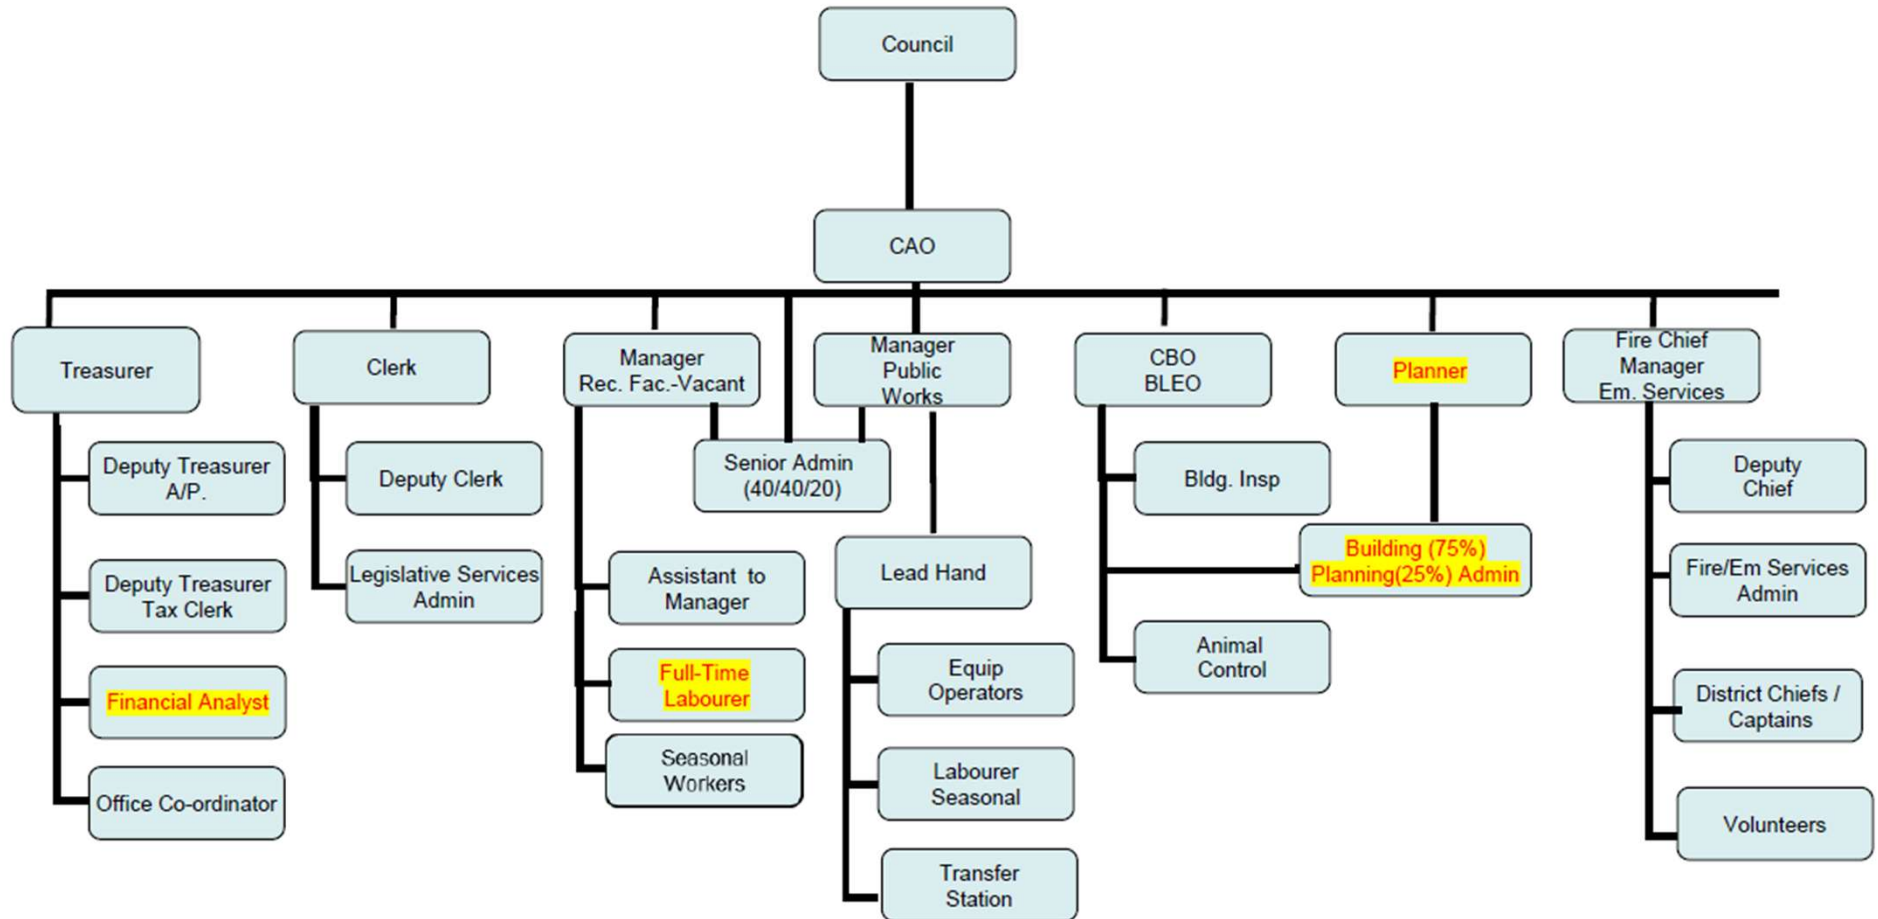 Council
CAO
Treasurer
Clerk
Manager
Rec. Fac.-Vacant
Manager
Public
Works
CBO
BLEO
Planner
Fire Chief
Manager
Em. Services
Deputy Treasurer
A/P.
Deputy Treasurer
Tax Clerk
Financial Analyst
Office Co-ordinator
Deputy Clerk
Legislative Services
Admin
Senior Admin
(40/40/20)
Assistant to
Manager
Full-Time
Labourer
Seasonal
Workers
Lead Hand
Equip
Operators
Labourer
Seasonal
Transfer
Station
Bldg. Insp
Building (75%)
Planning(25%) Admin
Animal
Control
Deputy
Chief
Fire/Em Services
Admin
District Chiefs /
Captains
Volunteers